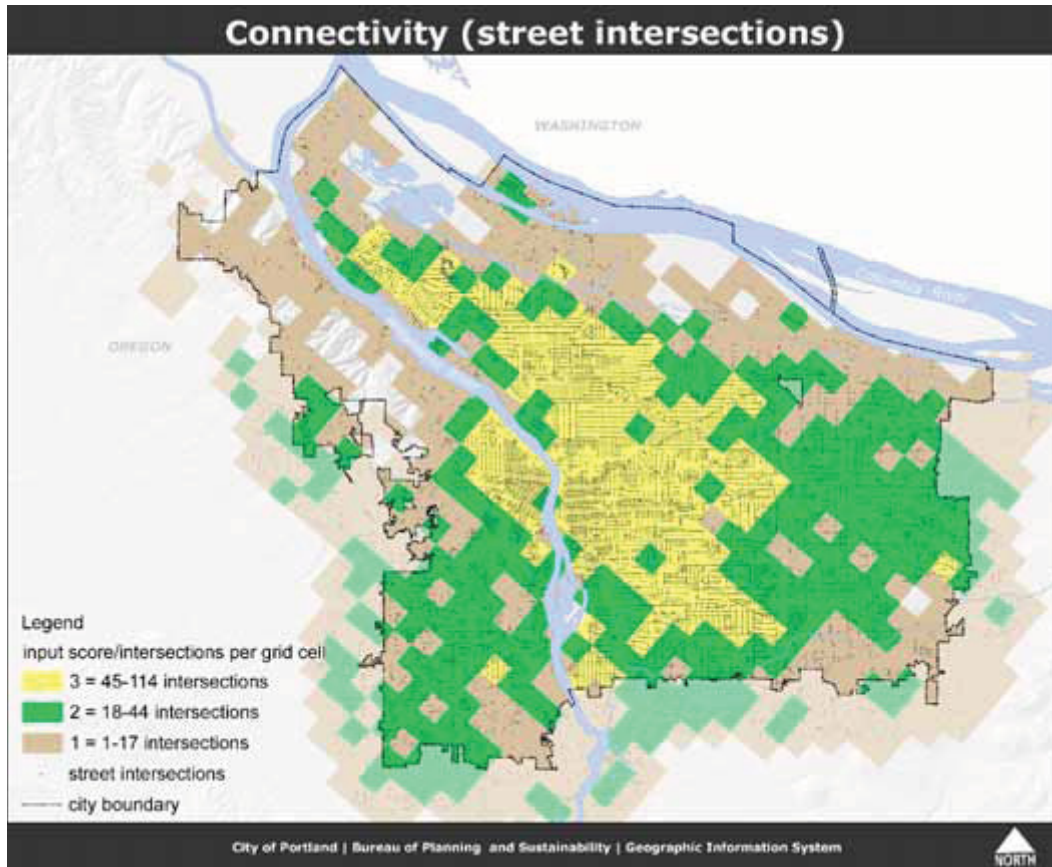 Connectivity (street intersections)
WASHINGTON
Columbia River
OREGON
Legend
input score/intersections per grid cell
3 = 45-114 intersections
2 = 18-44 intersections
1 = 1-17 intersections
street intersections
city boundary
City of Portland | Bureau of Planning and Sustainability | Geographic Information System
NORTH